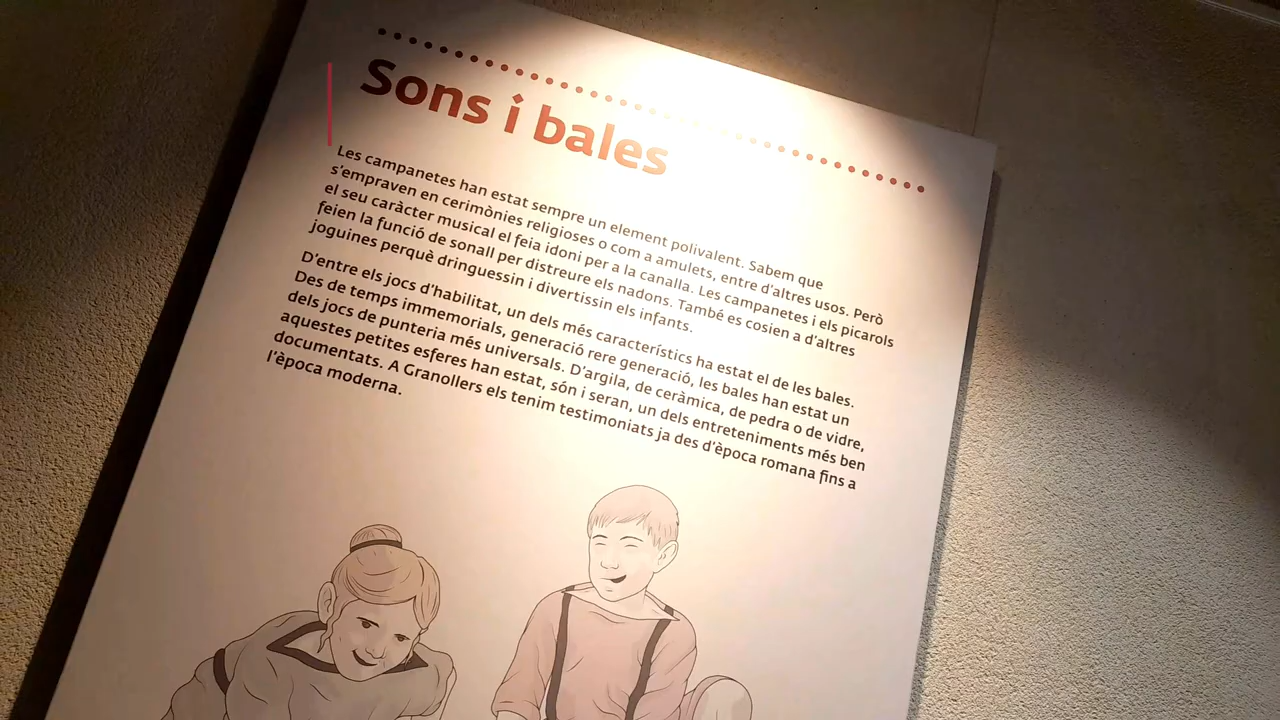 Sons i bales
Les campanetes han estat sempre un element polivalent. Sabem que
s'empraven en cerimònies religioses o com a amulets, entre d'altres usos. Però
el seu caràcter musical el feia idoni per a la canalla. Les campanetes i els picarols
feien la funció de sonall per distreure els nadons. També es cosien a d'altres
joguines perquè dringuessin i divertissin els infants.
D'entre els jocs d'habilitat, un dels més característics ha estat el de les bales.
Des de temps immemorials, generació rere generació, les bales han estat un
dels jocs de punteria més universals. D'argila, de ceràmica, de pedra o de vidre,
aquestes petites esferes han estat, són i seran, un dels entreteniments més ben
documentats. A Granollers els tenim testimoniats ja des d'època romana fins a
l'època moderna.